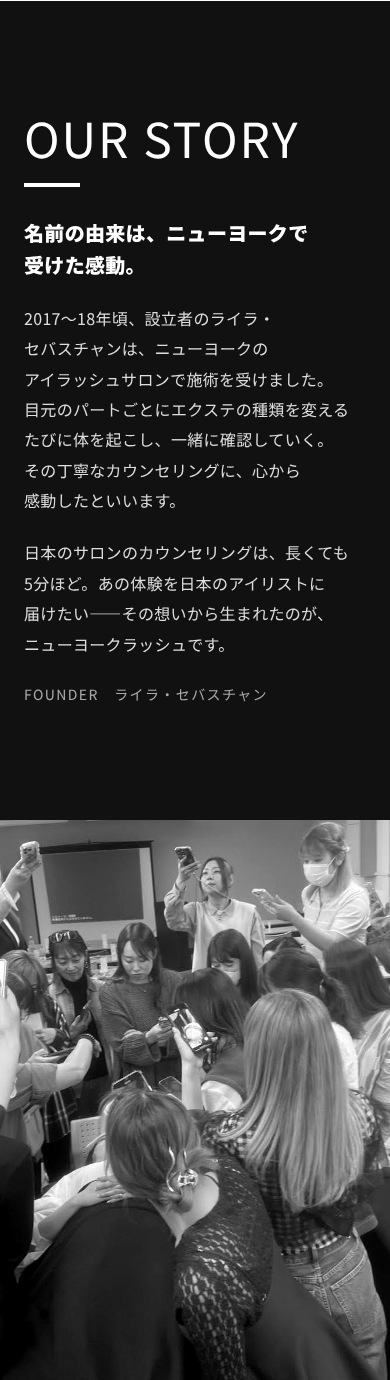 OUR STORY
名前の由来は、ニューヨークで
受けた感動。
2017〜18年頃、設立者のライラ・
セバスチャンは、ニューヨークの
アイラッシュサロンで施術を受けました。
目元のパートごとにエクステの種類を変える
たびに体を起こし、一緒に確認していく。
その丁寧なカウンセリングに、心から
感動したといいます。
日本のサロンのカウンセリングは、長くても
5分ほど。あの体験を日本のアイリストに
届けたい——その想いから生まれたのが、
ニューヨークラッシュです。
FOUNDER　ライラ・セバスチャン